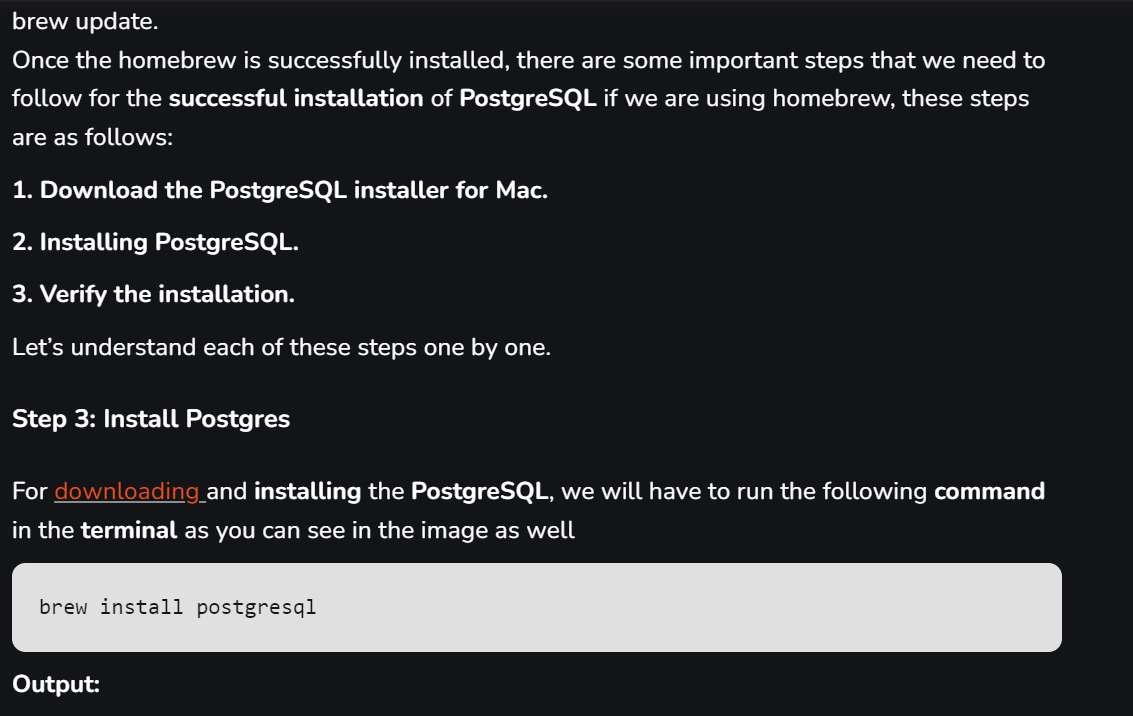 brew update.
Once the homebrew is successfully installed, there are some important steps that we need to
follow for the successful installation of PostgreSQL if we are using homebrew, these steps
are as follows:
1. Download the PostgreSQL installer for Mac.
2. Installing PostgreSQL.
3. Verify the installation.
Let’s understand each of these steps one by one.
Step 3: Install Postgres
For downloading and installing the PostgreSQL, we will have to run the following command
in the terminal as you can see in the image as well
brew install postgresql
Output: